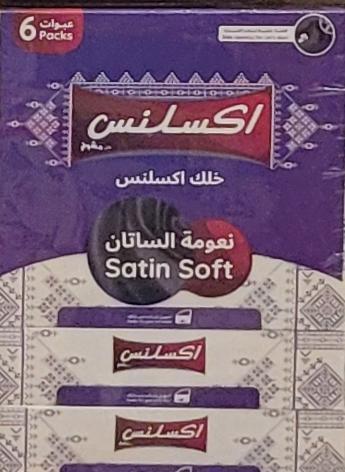 6 عبوات
Packs
اكسلنس
خلك اكسلنس
نعومة الساتان
Satin Soft
اكسلنس
اكسلنس